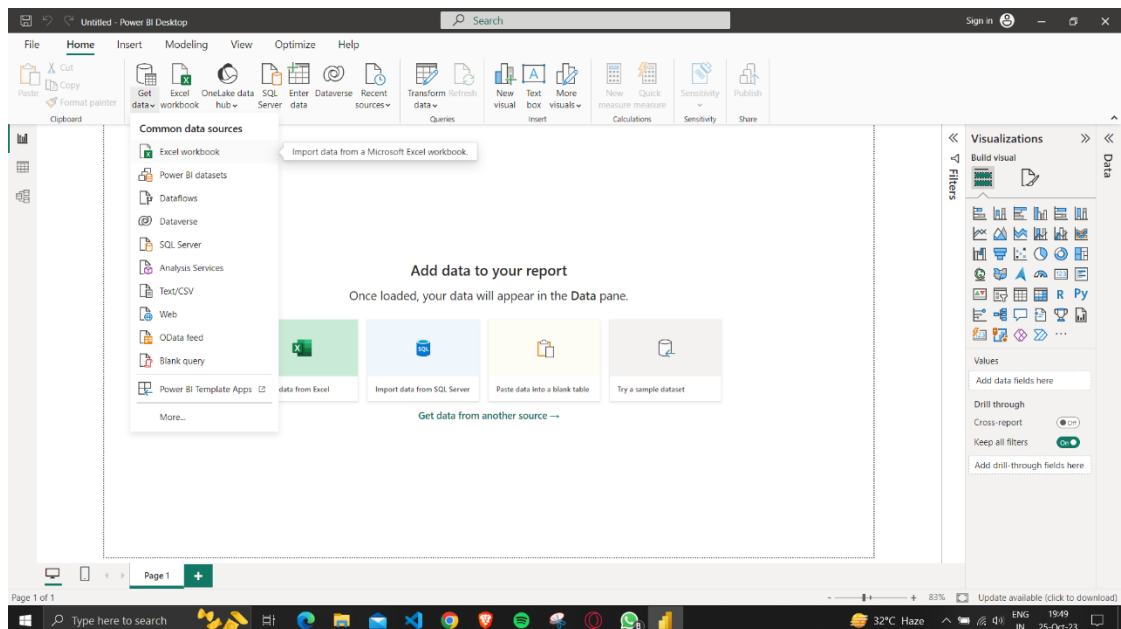 Untitled - Power BI Desktop
Search
Sign in
File Home Insert Modeling View Optimize Help
Paste
Cut
Copy
Format painter
Clipboard
Get data
Excel workbook
OneLake data hub
SQL Server
Enter data
Dataverse
Recent sources
Transform data
Refresh
Queries
New visual
Text box
More visuals
Insert
New measure
Quick measure
Calculations
Sensitivity
Sensitivity
Publish
Share
Common data sources
Excel workbook
Import data from a Microsoft Excel workbook.
Power BI datasets
Dataflows
Dataverse
SQL Server
Analysis Services
Text/CSV
Web
OData feed
Blank query
Power BI Template Apps
More...
Add data to your report
Once loaded, your data will appear in the Data pane.
SQL
data from Excel
Import data from SQL Server
Paste data into a blank table
Try a sample dataset
Get data from another source →
Filters
Visualizations
Build visual
R Py
Values
Add data fields here
Drill through
Cross-report
Off
Keep all filters
On
Add drill-through fields here
Data
Page 1
Page 1 of 1
- + 83%
Update available (click to download)
Type here to search
32°C Haze
ENG
IN
19:49
25-Oct-23